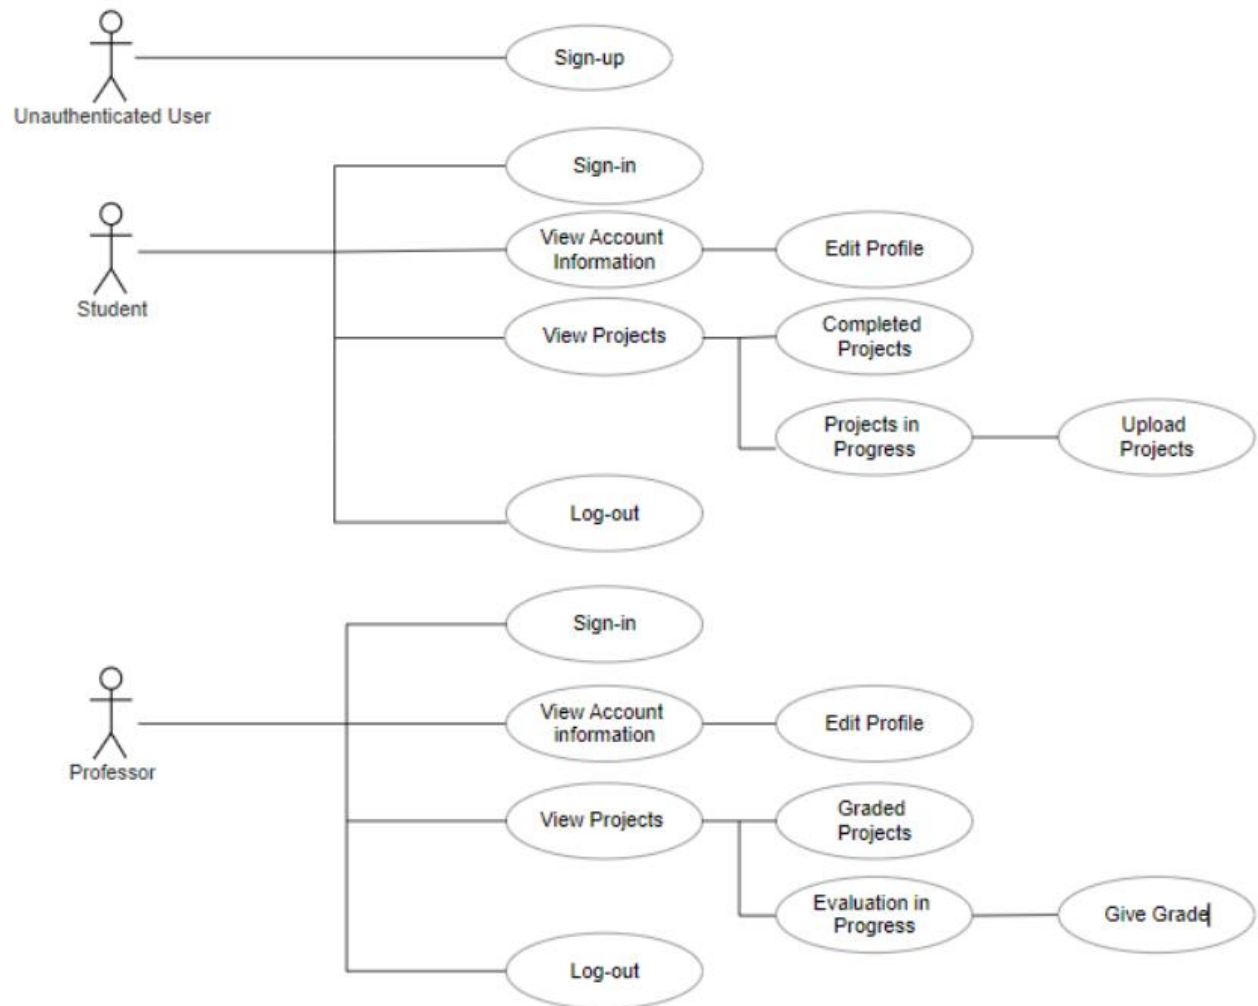 Sign-up
Unauthenticated User
Sign-in
Student
View Account
Information
Edit Profile
View Projects
Completed
Projects
Projects in
Progress
Upload
Projects
Log-out
Sign-in
Professor
View Account
information
Edit Profile
View Projects
Graded
Projects
Evaluation in
Progress
Give Grade
Log-out